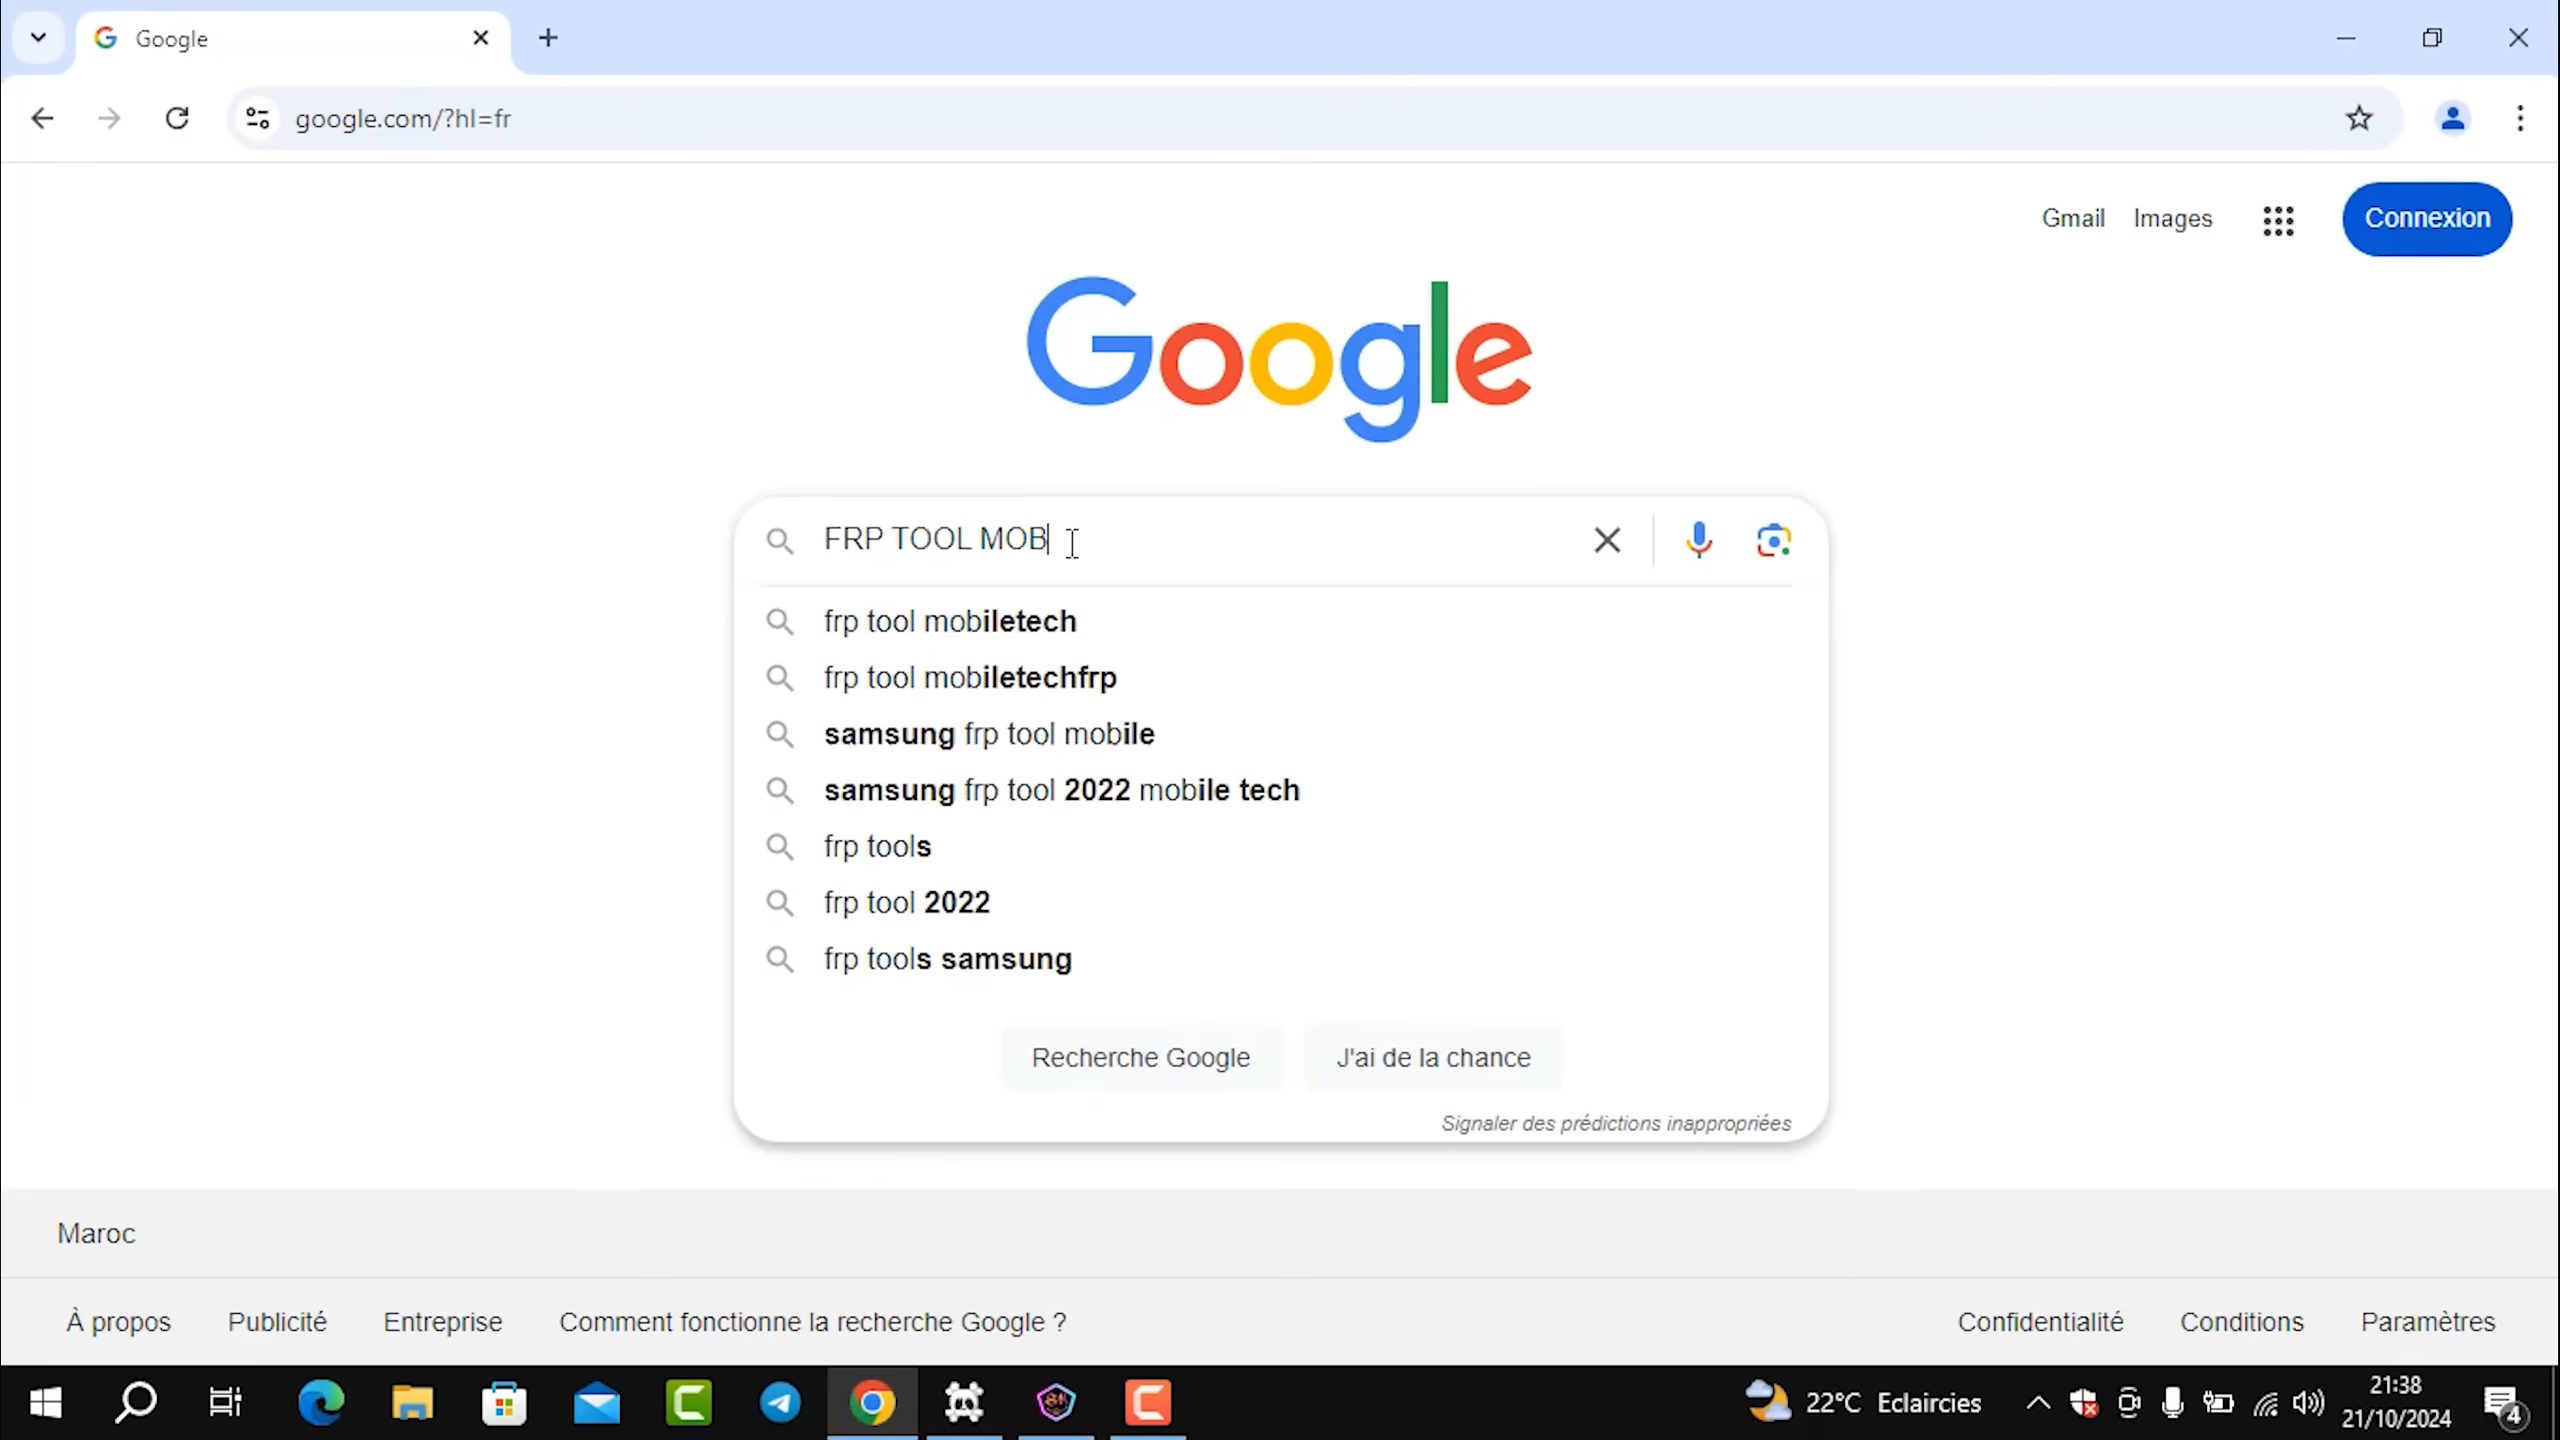 Google
google.com/?hl=fr
Gmail Images Connexion
Google
FRP TOOL MOB
frp tool mobiletech
frp tool mobiletechfrp
samsung frp tool mobile
samsung frp tool 2022 mobile tech
frp tools
frp tool 2022
frp tools samsung
Recherche Google J'ai de la chance
Signaler des prédictions inappropriées
Maroc
À propos Publicité Entreprise Comment fonctionne la recherche Google ? Confidentialité Conditions Paramètres
22°C Eclaircies
21:38
21/10/2024
4